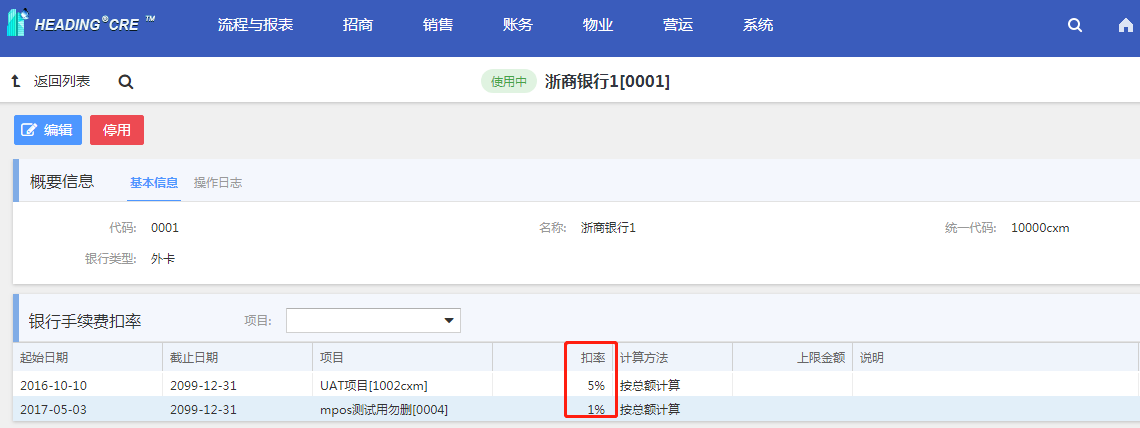 HEADING®CRE ™ 流程与报表 招商 销售 账务 物业 营运 系统
返回列表 使用中 浙商银行1[0001]
编辑 停用
概要信息 基本信息 操作日志
代码: 0001 名称: 浙商银行1 统一代码: 10000cxm
银行类型: 外卡
银行手续费扣率 项目:
起始日期 截止日期 项目 扣率 计算方法 上限金额 说明
2016-10-10 2099-12-31 UAT项目[1002cxm] 5% 按总额计算
2017-05-03 2099-12-31 mpos测试用勿删[0004] 1% 按总额计算